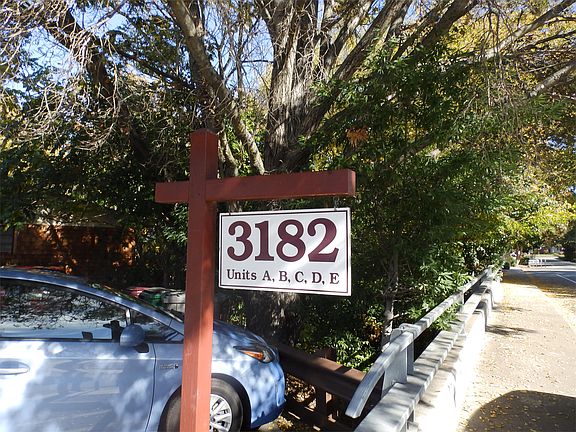 3182
Units A, B, C, D, E